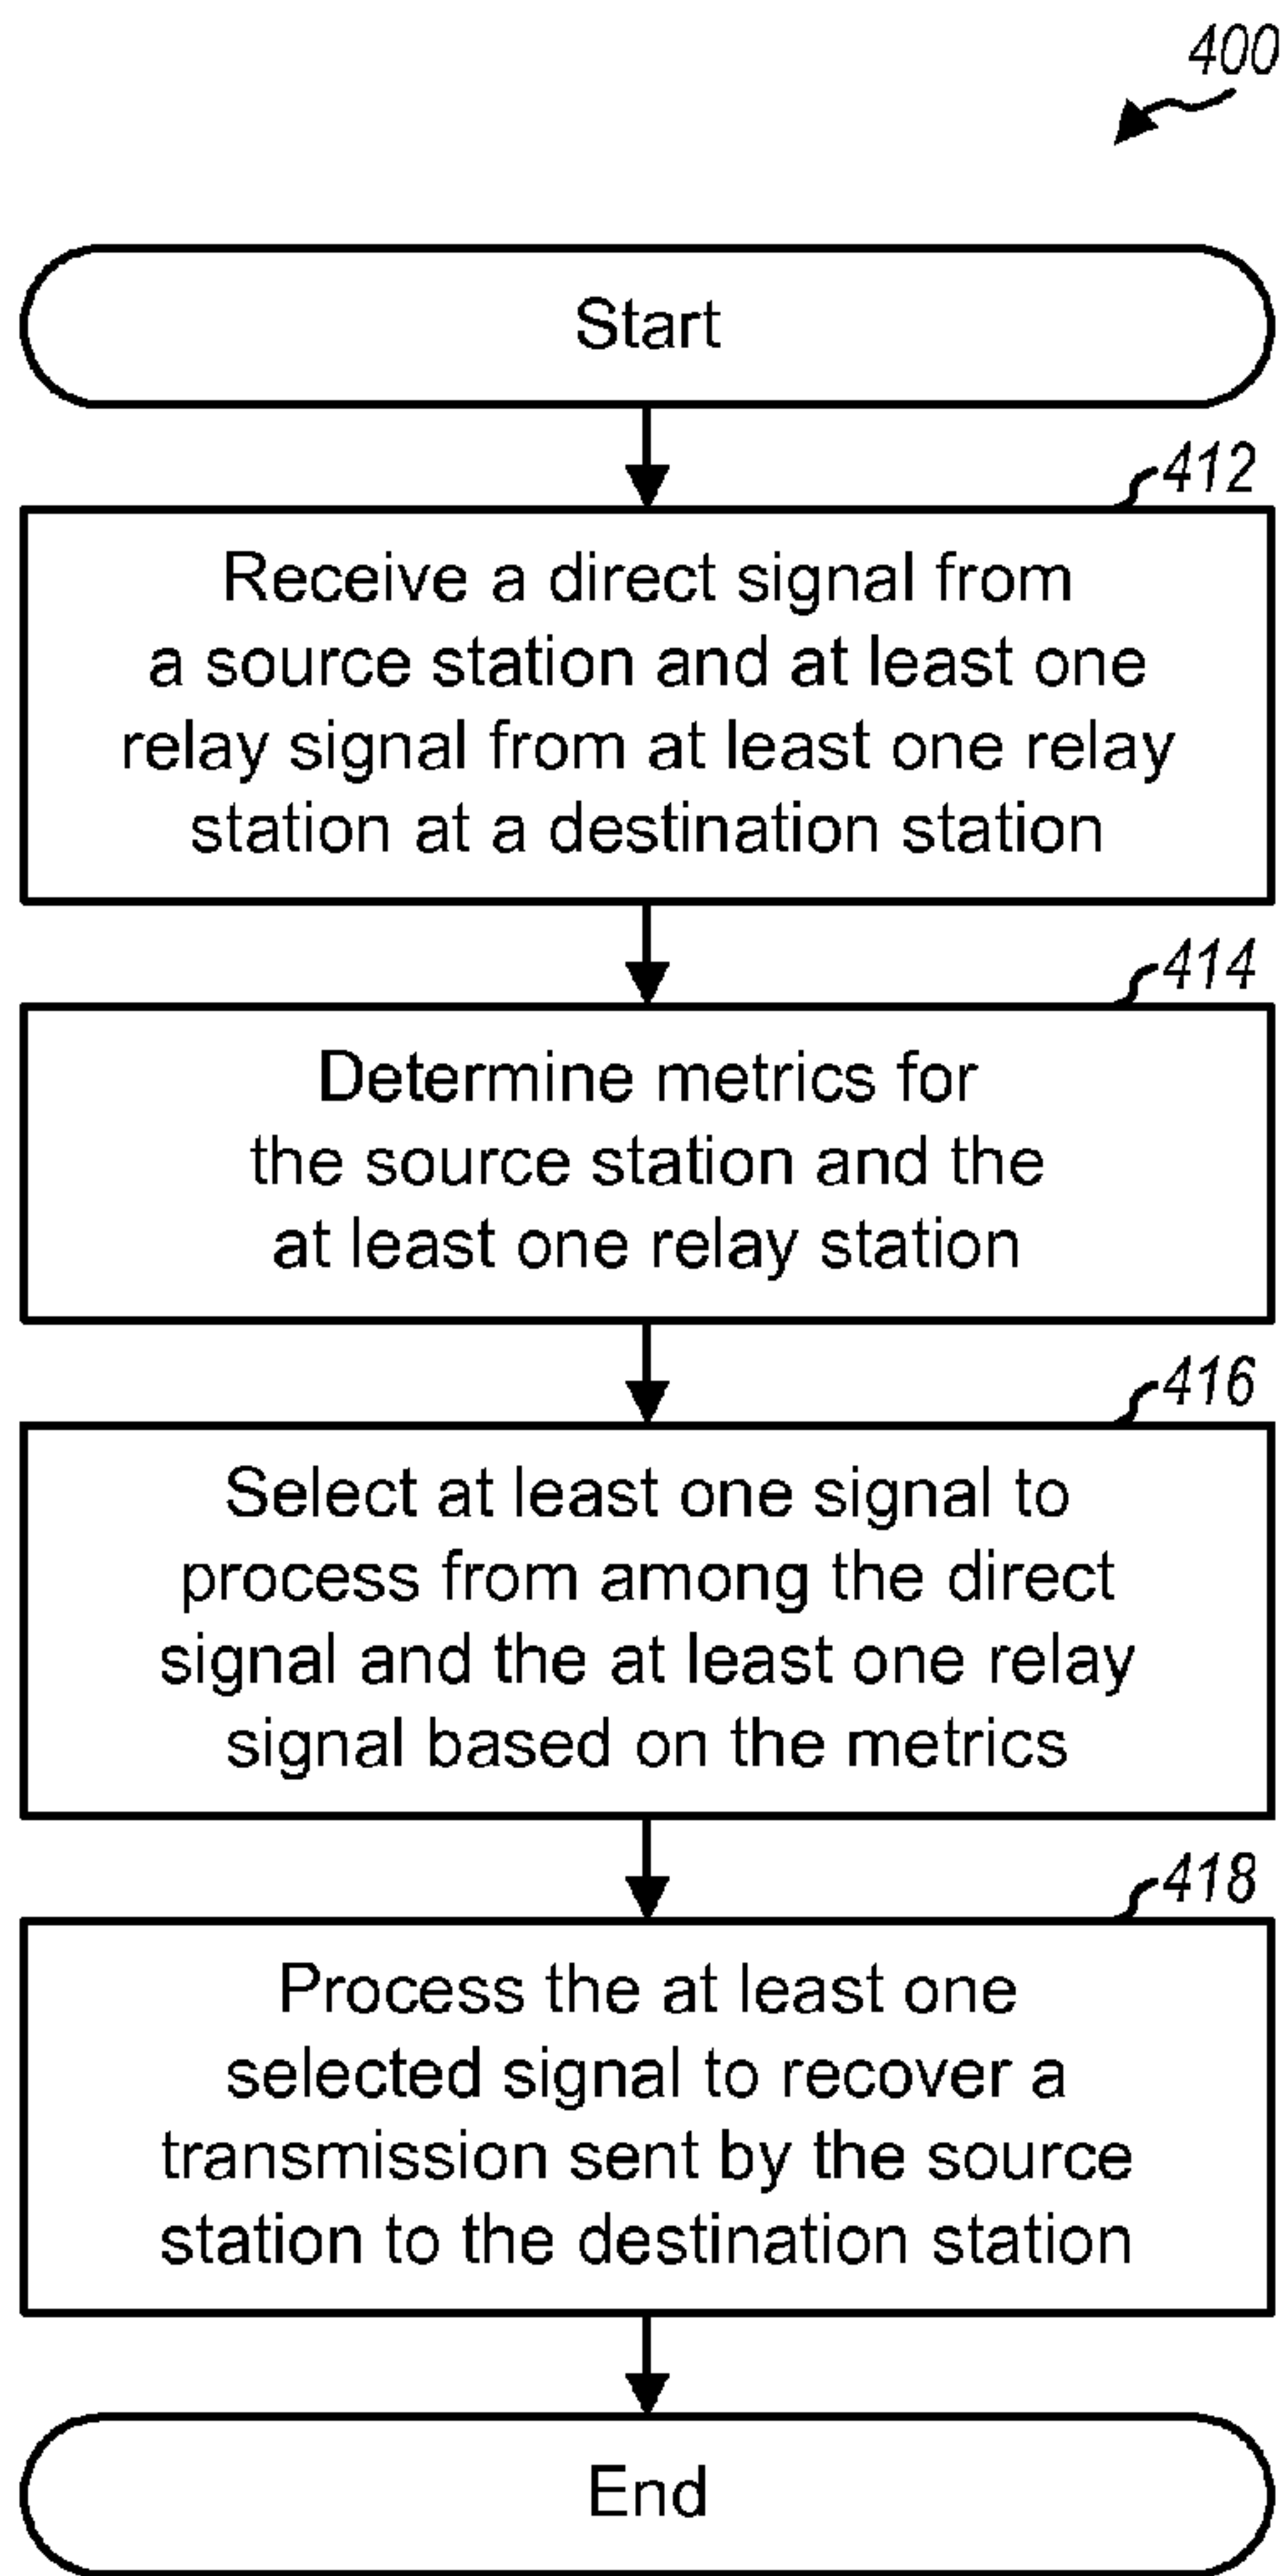 400
Start
412
Receive a direct signal from
a source station and at least one
relay signal from at least one relay
station at a destination station
414
Determine metrics for
the source station and the
at least one relay station
416
Select at least one signal to
process from among the direct
signal and the at least one relay
signal based on the metrics
418
Process the at least one
selected signal to recover a
transmission sent by the source
station to the destination station
End